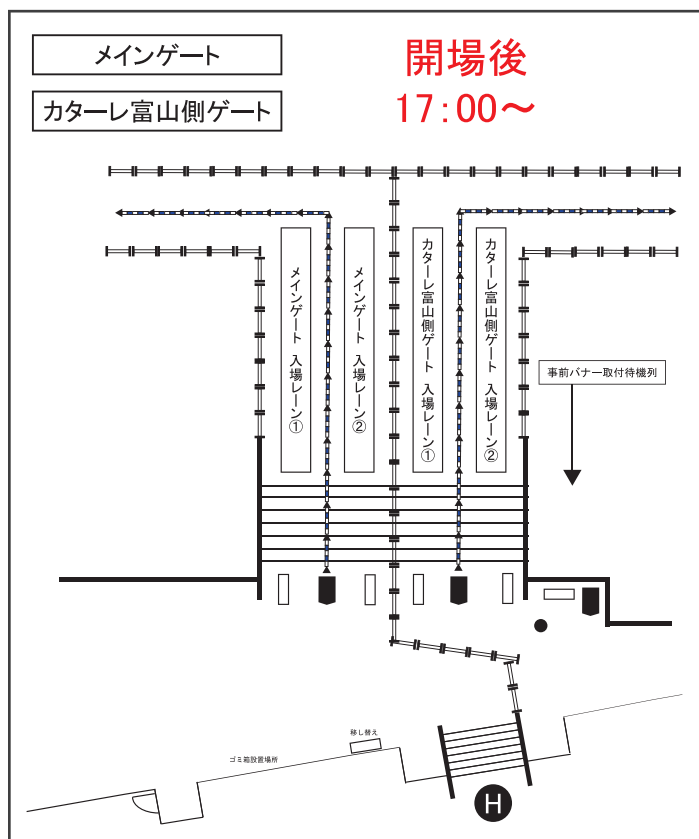 メインゲート
カターレ富山側ゲート
開場後
17:00～
メインゲート 入場レーン①
メインゲート 入場レーン②
カターレ富山側ゲート 入場レーン①
カターレ富山側ゲート 入場レーン②
事前バナー取付待機列
移し替え
ゴミ箱設置場所
H